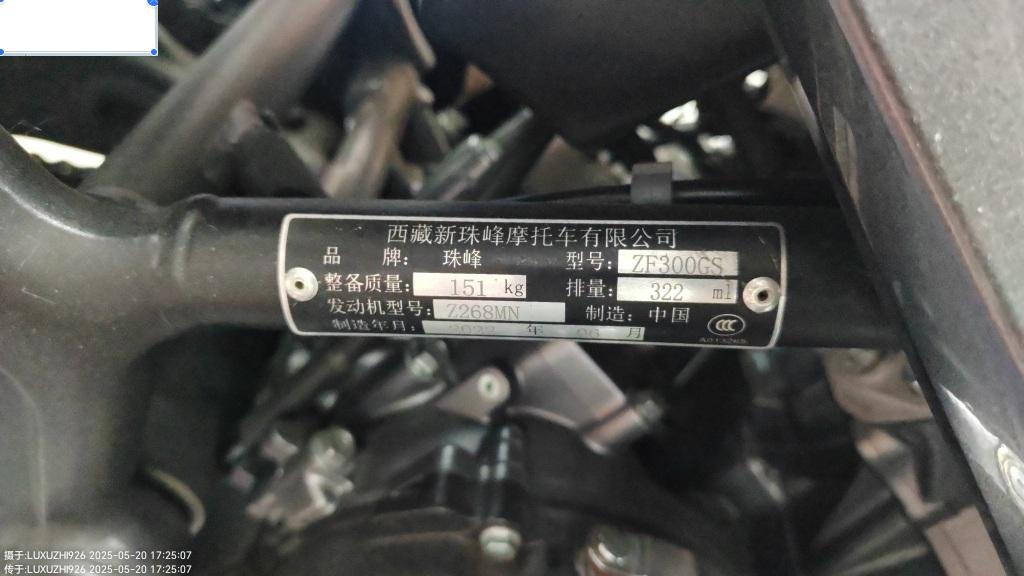 西藏新珠峰摩托车有限公司
品 牌: 珠峰 型号: ZF300GS
整备质量: 151 kg 排量: 322 ml
发动机型号: Z268MN 制造: 中国
制造年月: 2022 年 06 月
CCC
摄于:LUXUZHI926 2025-05-20 17:25:07
传于:LUXUZHI926 2025-05-20 17:25:07